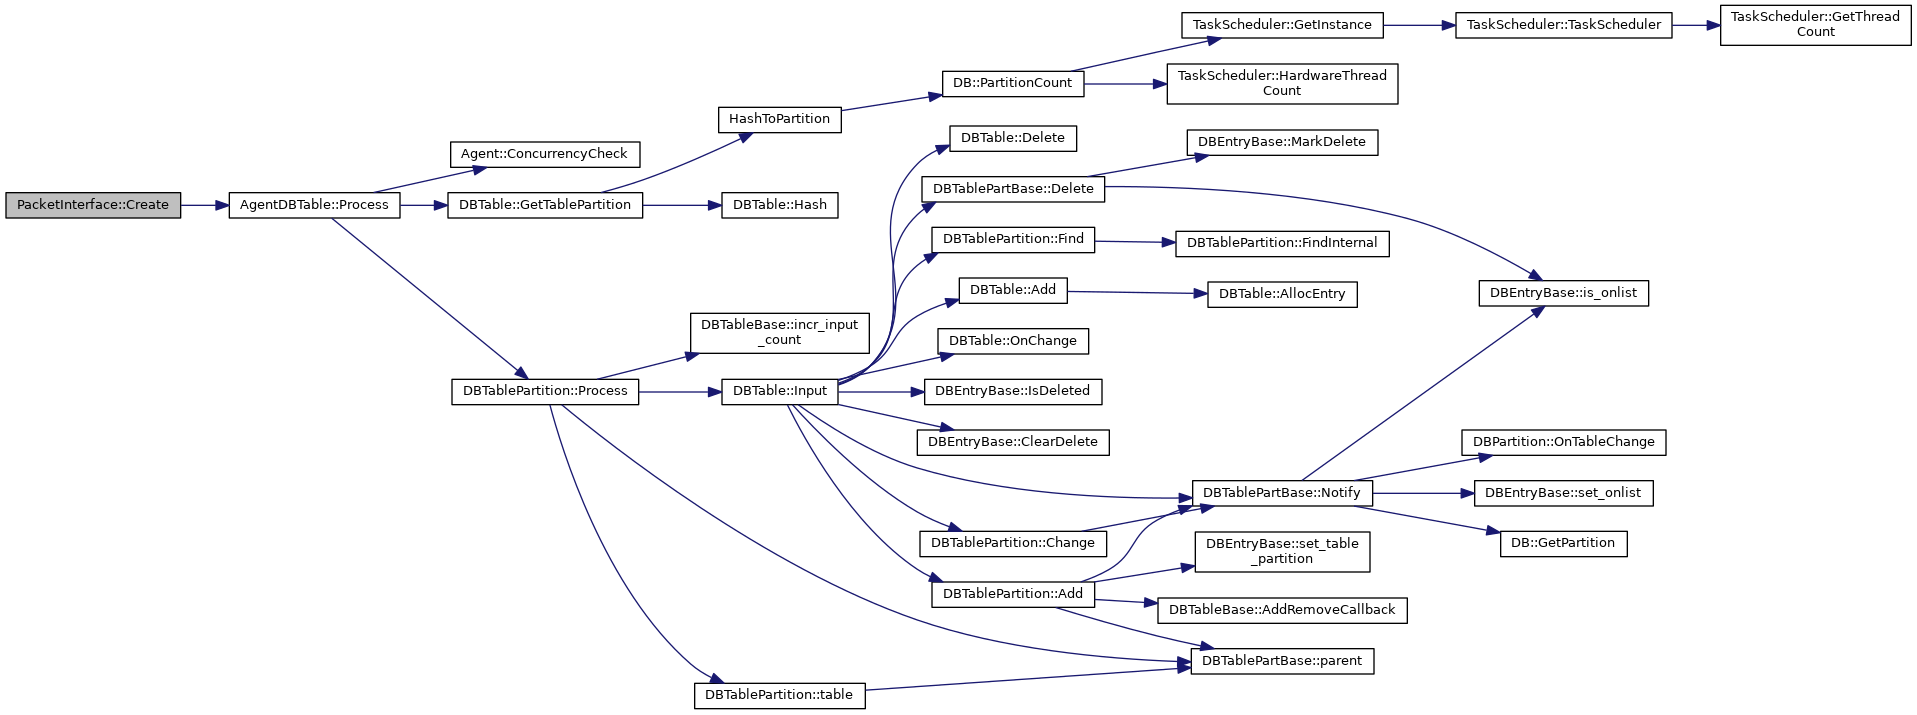 PacketInterface::Create
AgentDBTable::Process
Agent::ConcurrencyCheck
DBTable::GetTablePartition
HashToPartition
DBTable::Hash
DB::PartitionCount
TaskScheduler::GetInstance
TaskScheduler::TaskScheduler
TaskScheduler::GetThread
Count
TaskScheduler::HardwareThread
Count
DBTablePartition::Process
DBTableBase::incr_input
_count
DBTable::Input
DBTable::Delete
DBTablePartBase::Delete
DBEntryBase::MarkDelete
DBTablePartition::Find
DBTablePartition::FindInternal
DBTable::Add
DBTable::AllocEntry
DBEntryBase::is_onlist
DBTable::OnChange
DBEntryBase::IsDeleted
DBEntryBase::ClearDelete
DBTablePartBase::Notify
DBPartition::OnTableChange
DBEntryBase::set_onlist
DB::GetPartition
DBTablePartition::Change
DBTablePartition::Add
DBEntryBase::set_table
_partition
DBTableBase::AddRemoveCallback
DBTablePartBase::parent
DBTablePartition::table